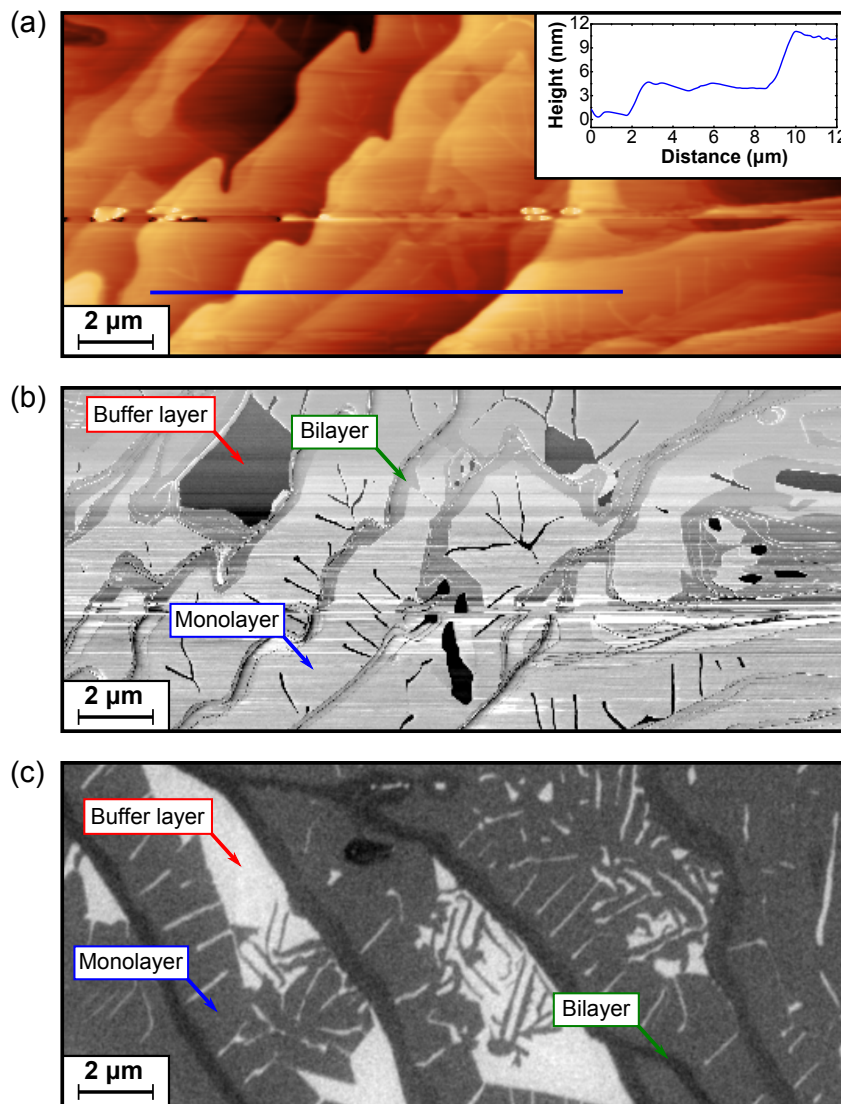 (a)
12
9
6
3
0
Height (nm)
0 2 4 6 8 10 12
Distance (µm)
2 µm
(b)
Buffer layer
Bilayer
Monolayer
2 µm
(c)
Buffer layer
Monolayer
Bilayer
2 µm